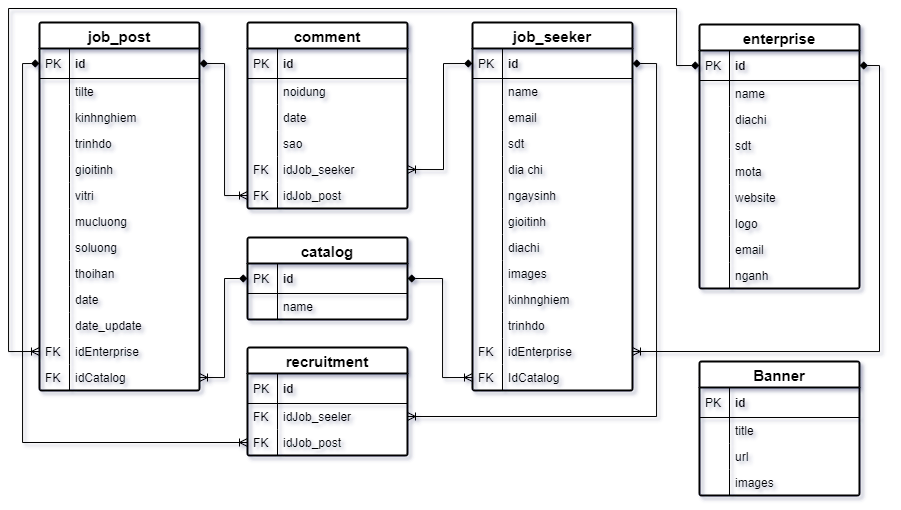 job_post
PK id
tilte
kinhnghiem
trinhdo
gioitinh
vitri
mucluong
soluong
thoihan
date
date_update
FK idEnterprise
FK idCatalog
comment
PK id
noidung
date
sao
FK idJob_seeker
FK idJob_post
catalog
PK id
name
recruitment
PK id
FK idJob_seeler
FK idJob_post
job_seeker
PK id
name
email
sdt
dia chi
ngaysinh
gioitinh
diachi
images
kinhnghiem
trinhdo
FK idEnterprise
FK IdCatalog
enterprise
PK id
name
diachi
sdt
mota
website
logo
email
nganh
Banner
PK id
title
url
images